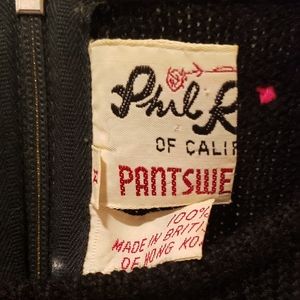 Phil R
OF CALIF
PANTSWE
100%
MADE IN BRITI
OF HONG KO